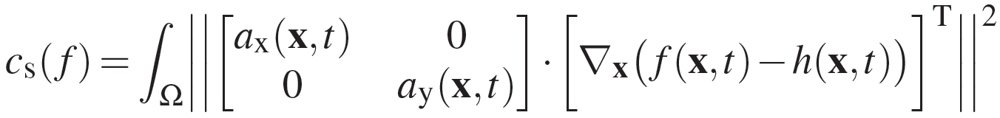 c_s(f) = ∫_Ω || [ a_x(𝐱,t) 0 ; 0 a_y(𝐱,t) ] · [ ∇_𝐱( f(𝐱,t) − h(𝐱,t) ) ]^T ||^2